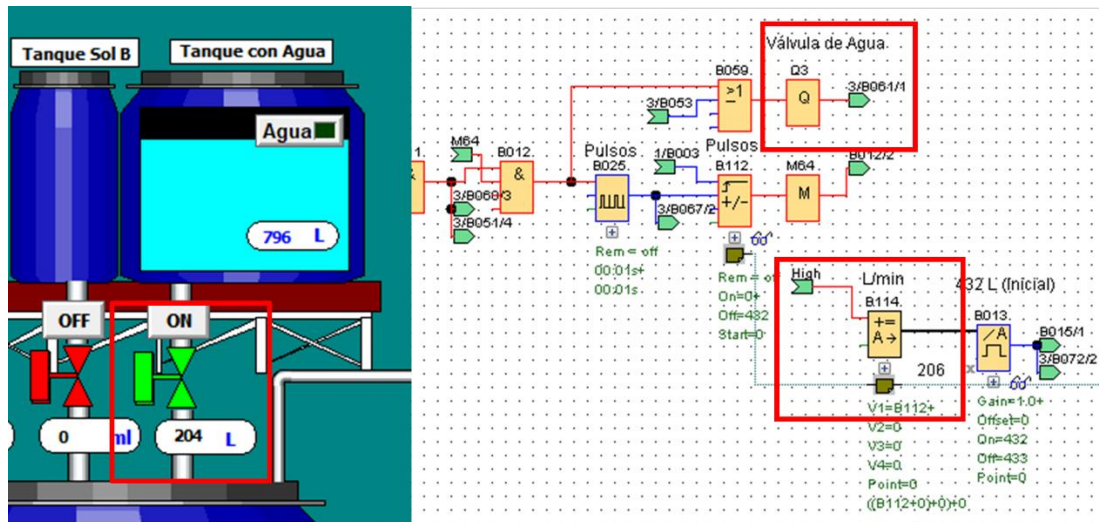 Tanque Sol B
Tanque con Agua
Agua
796 L
OFF
ON
0 ml
204 L
Válvula de Agua
B059
Q3
>1
Q
3/B061/1
3/B053
1.
M64
B012
Pulsos
B025
1/B003
Pulsos
B112
M64
B012/2
&
&
+/-
M
3/B068/3
3/B051/4
3/B067/2
Rem = off
00:01s+
00:01s
Rem = off
On=0+
Off=432
Start=0
High
L/min
B114
432 L (Inicial)
B013
+=
A→
/A
B015/1
3/B072/2
206
x
V1=B112+
V2=0
V3=0
V4=0
Point=0
((B112+0)+0)+0
Gain=1.0+
Offset=0
On=432
Off=433
Point=0